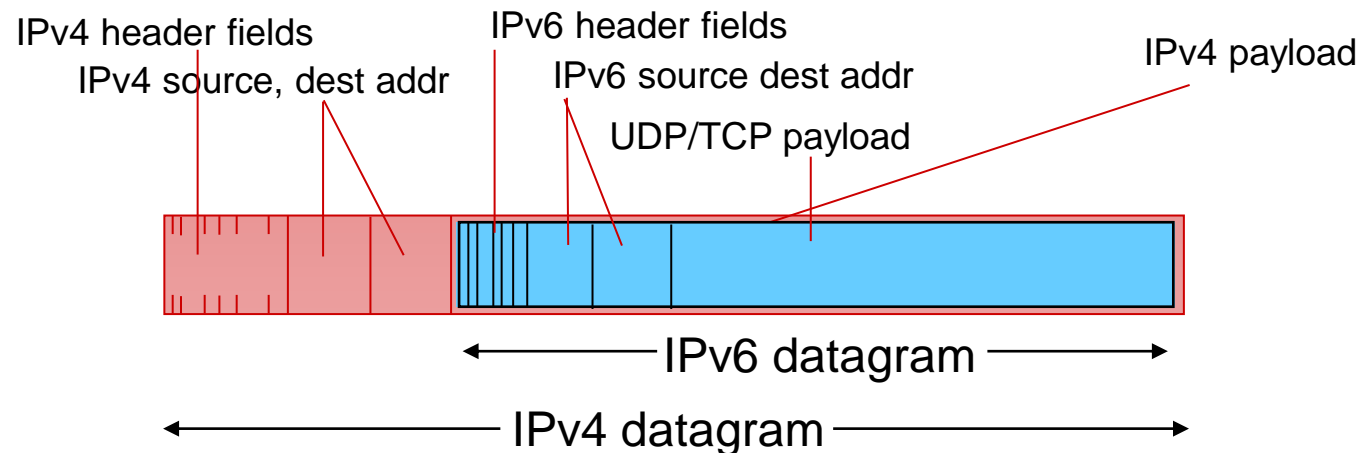 IPv4 header fields
IPv6 header fields
IPv4 payload
IPv4 source, dest addr
IPv6 source dest addr
UDP/TCP payload
IPv6 datagram
IPv4 datagram